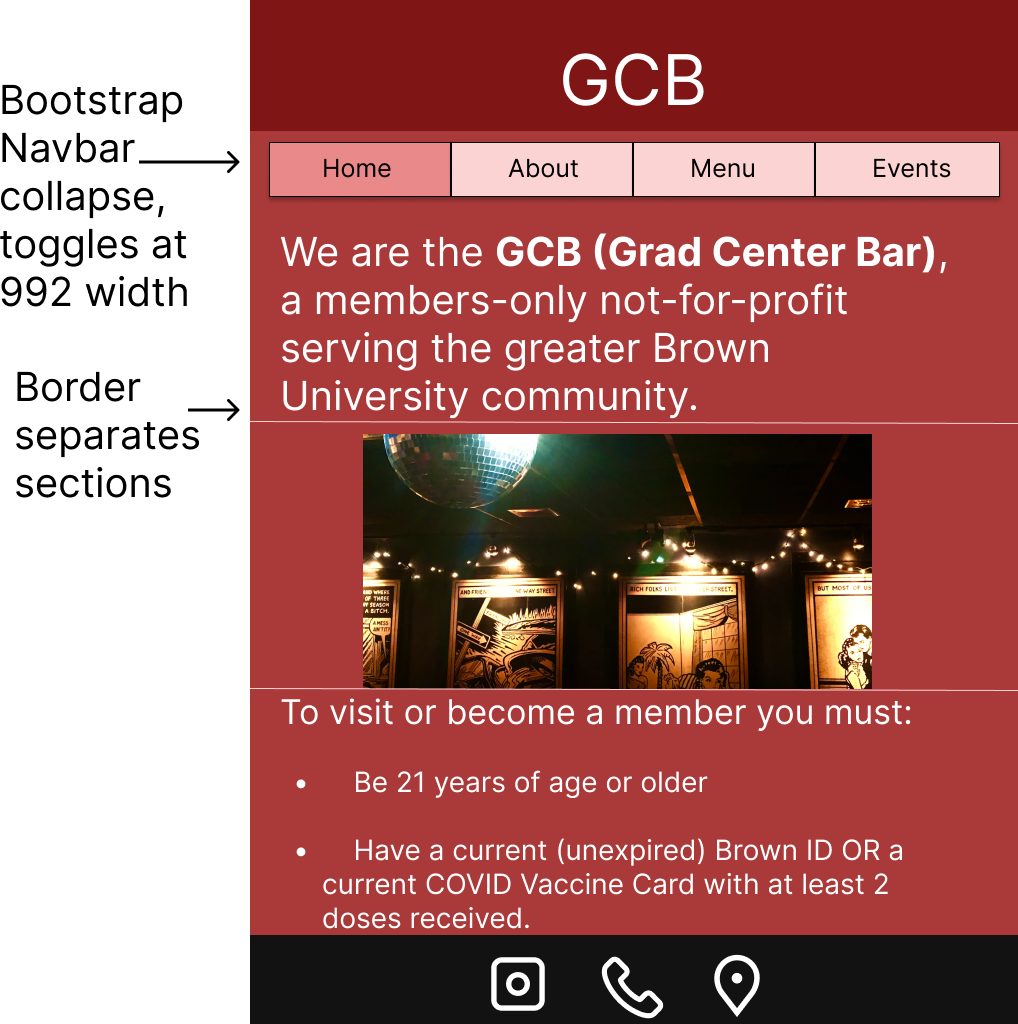 GCB
Bootstrap
Navbar
collapse,
toggles at
992 width
Home
About
Menu
Events
We are the GCB (Grad Center Bar),
a members-only not-for-profit
serving the greater Brown
University community.
Border
separates
sections
OF THREE
OF SEASON
A BITCH.
A MESS
AIN'T IT?
AND WAY STREET
RICH FOLKS STREET,
BUT MOST OF US
To visit or become a member you must:
• Be 21 years of age or older
• Have a current (unexpired) Brown ID OR a
current COVID Vaccine Card with at least 2
doses received.